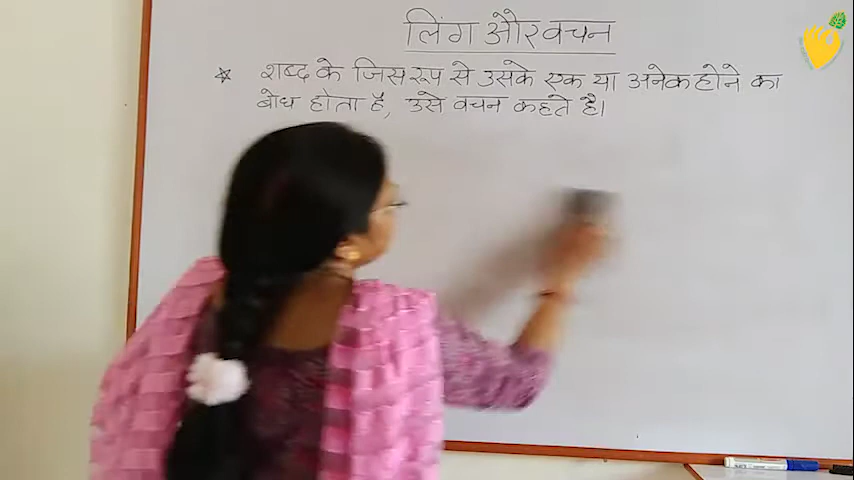 लिंग और वचन
☆ शब्द के जिस रूप से उसके एक या अनेक होने का
बोध होता है, उसे वचन कहते है।